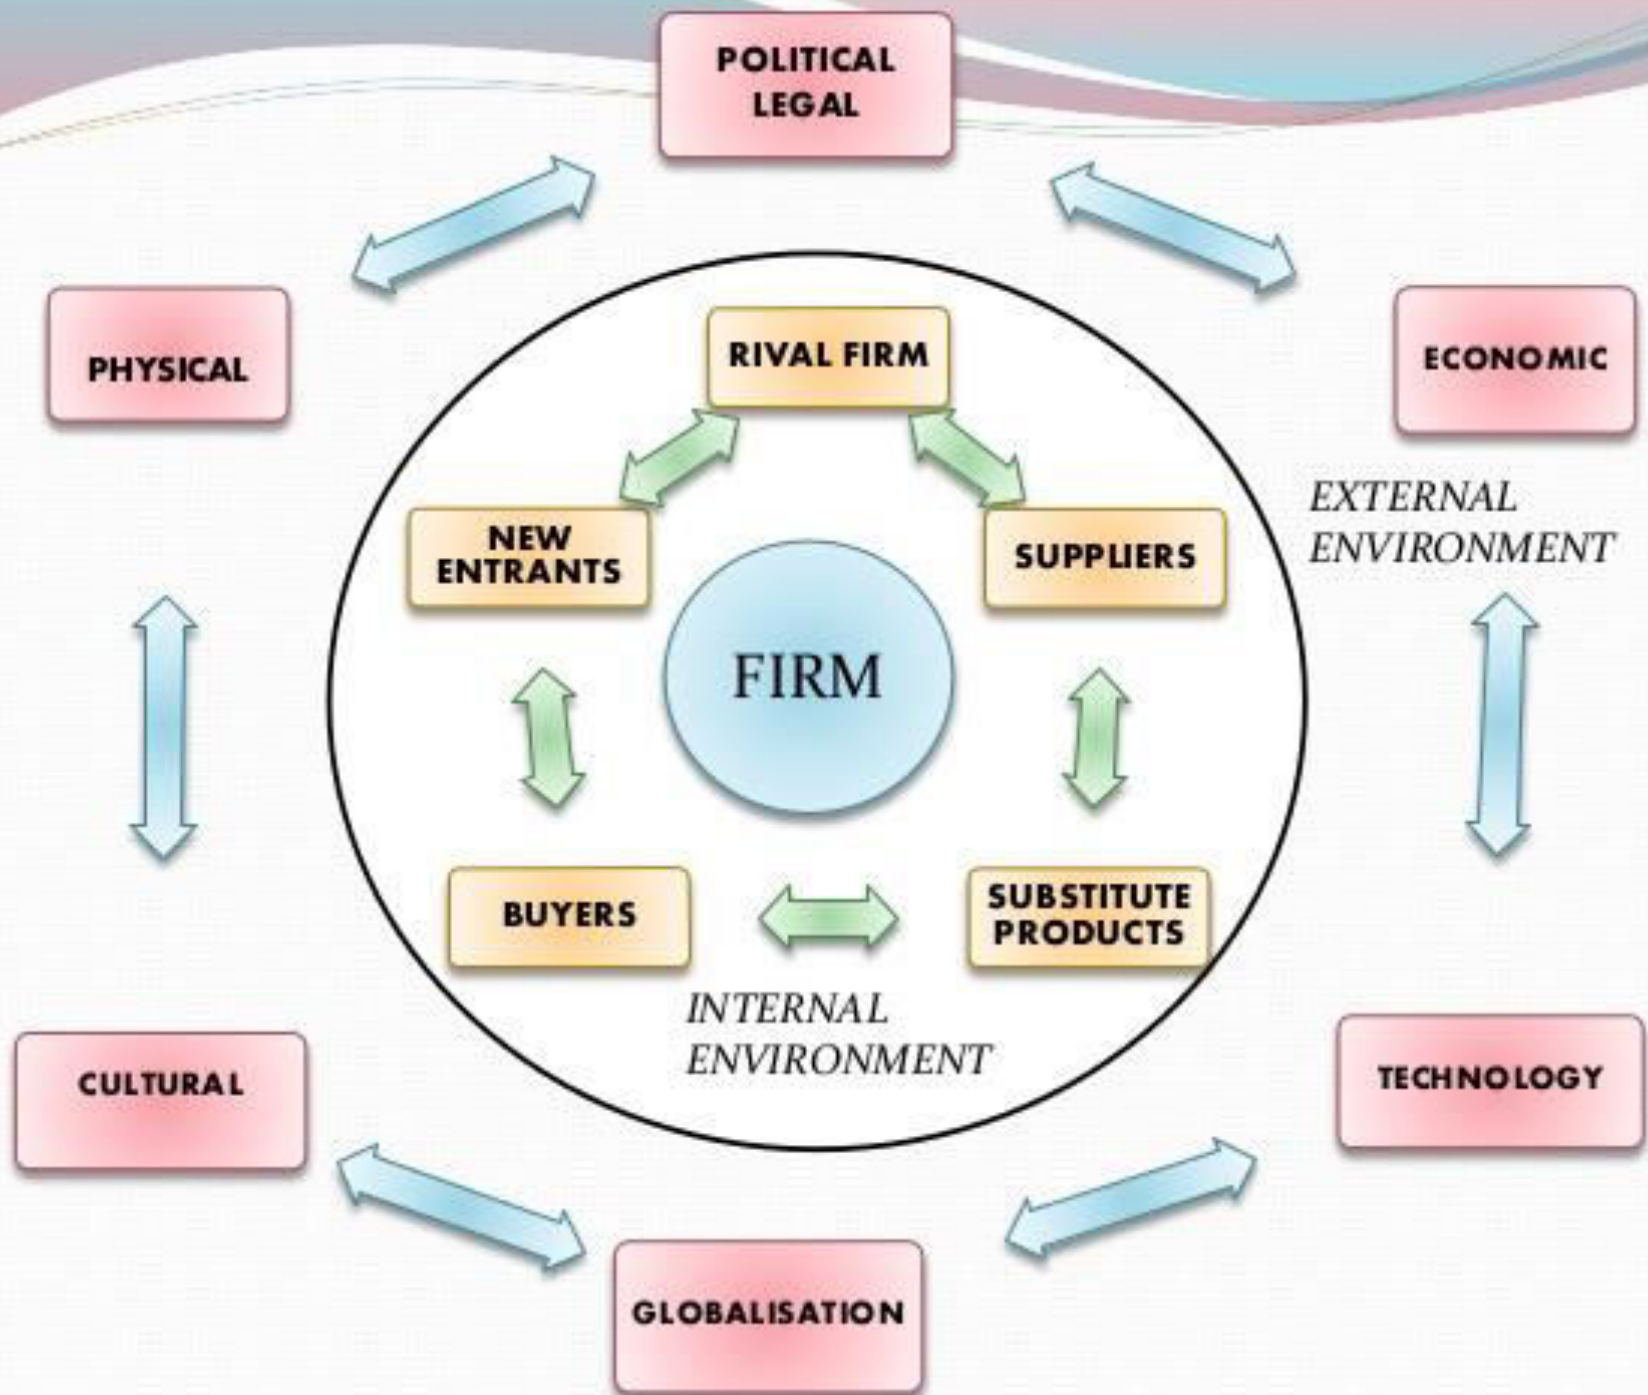 POLITICAL
LEGAL
PHYSICAL
RIVAL FIRM
ECONOMIC
NEW
ENTRANTS
SUPPLIERS
EXTERNAL
ENVIRONMENT
FIRM
BUYERS
SUBSTITUTE
PRODUCTS
INTERNAL
ENVIRONMENT
CULTURAL
TECHNOLOGY
GLOBALISATION